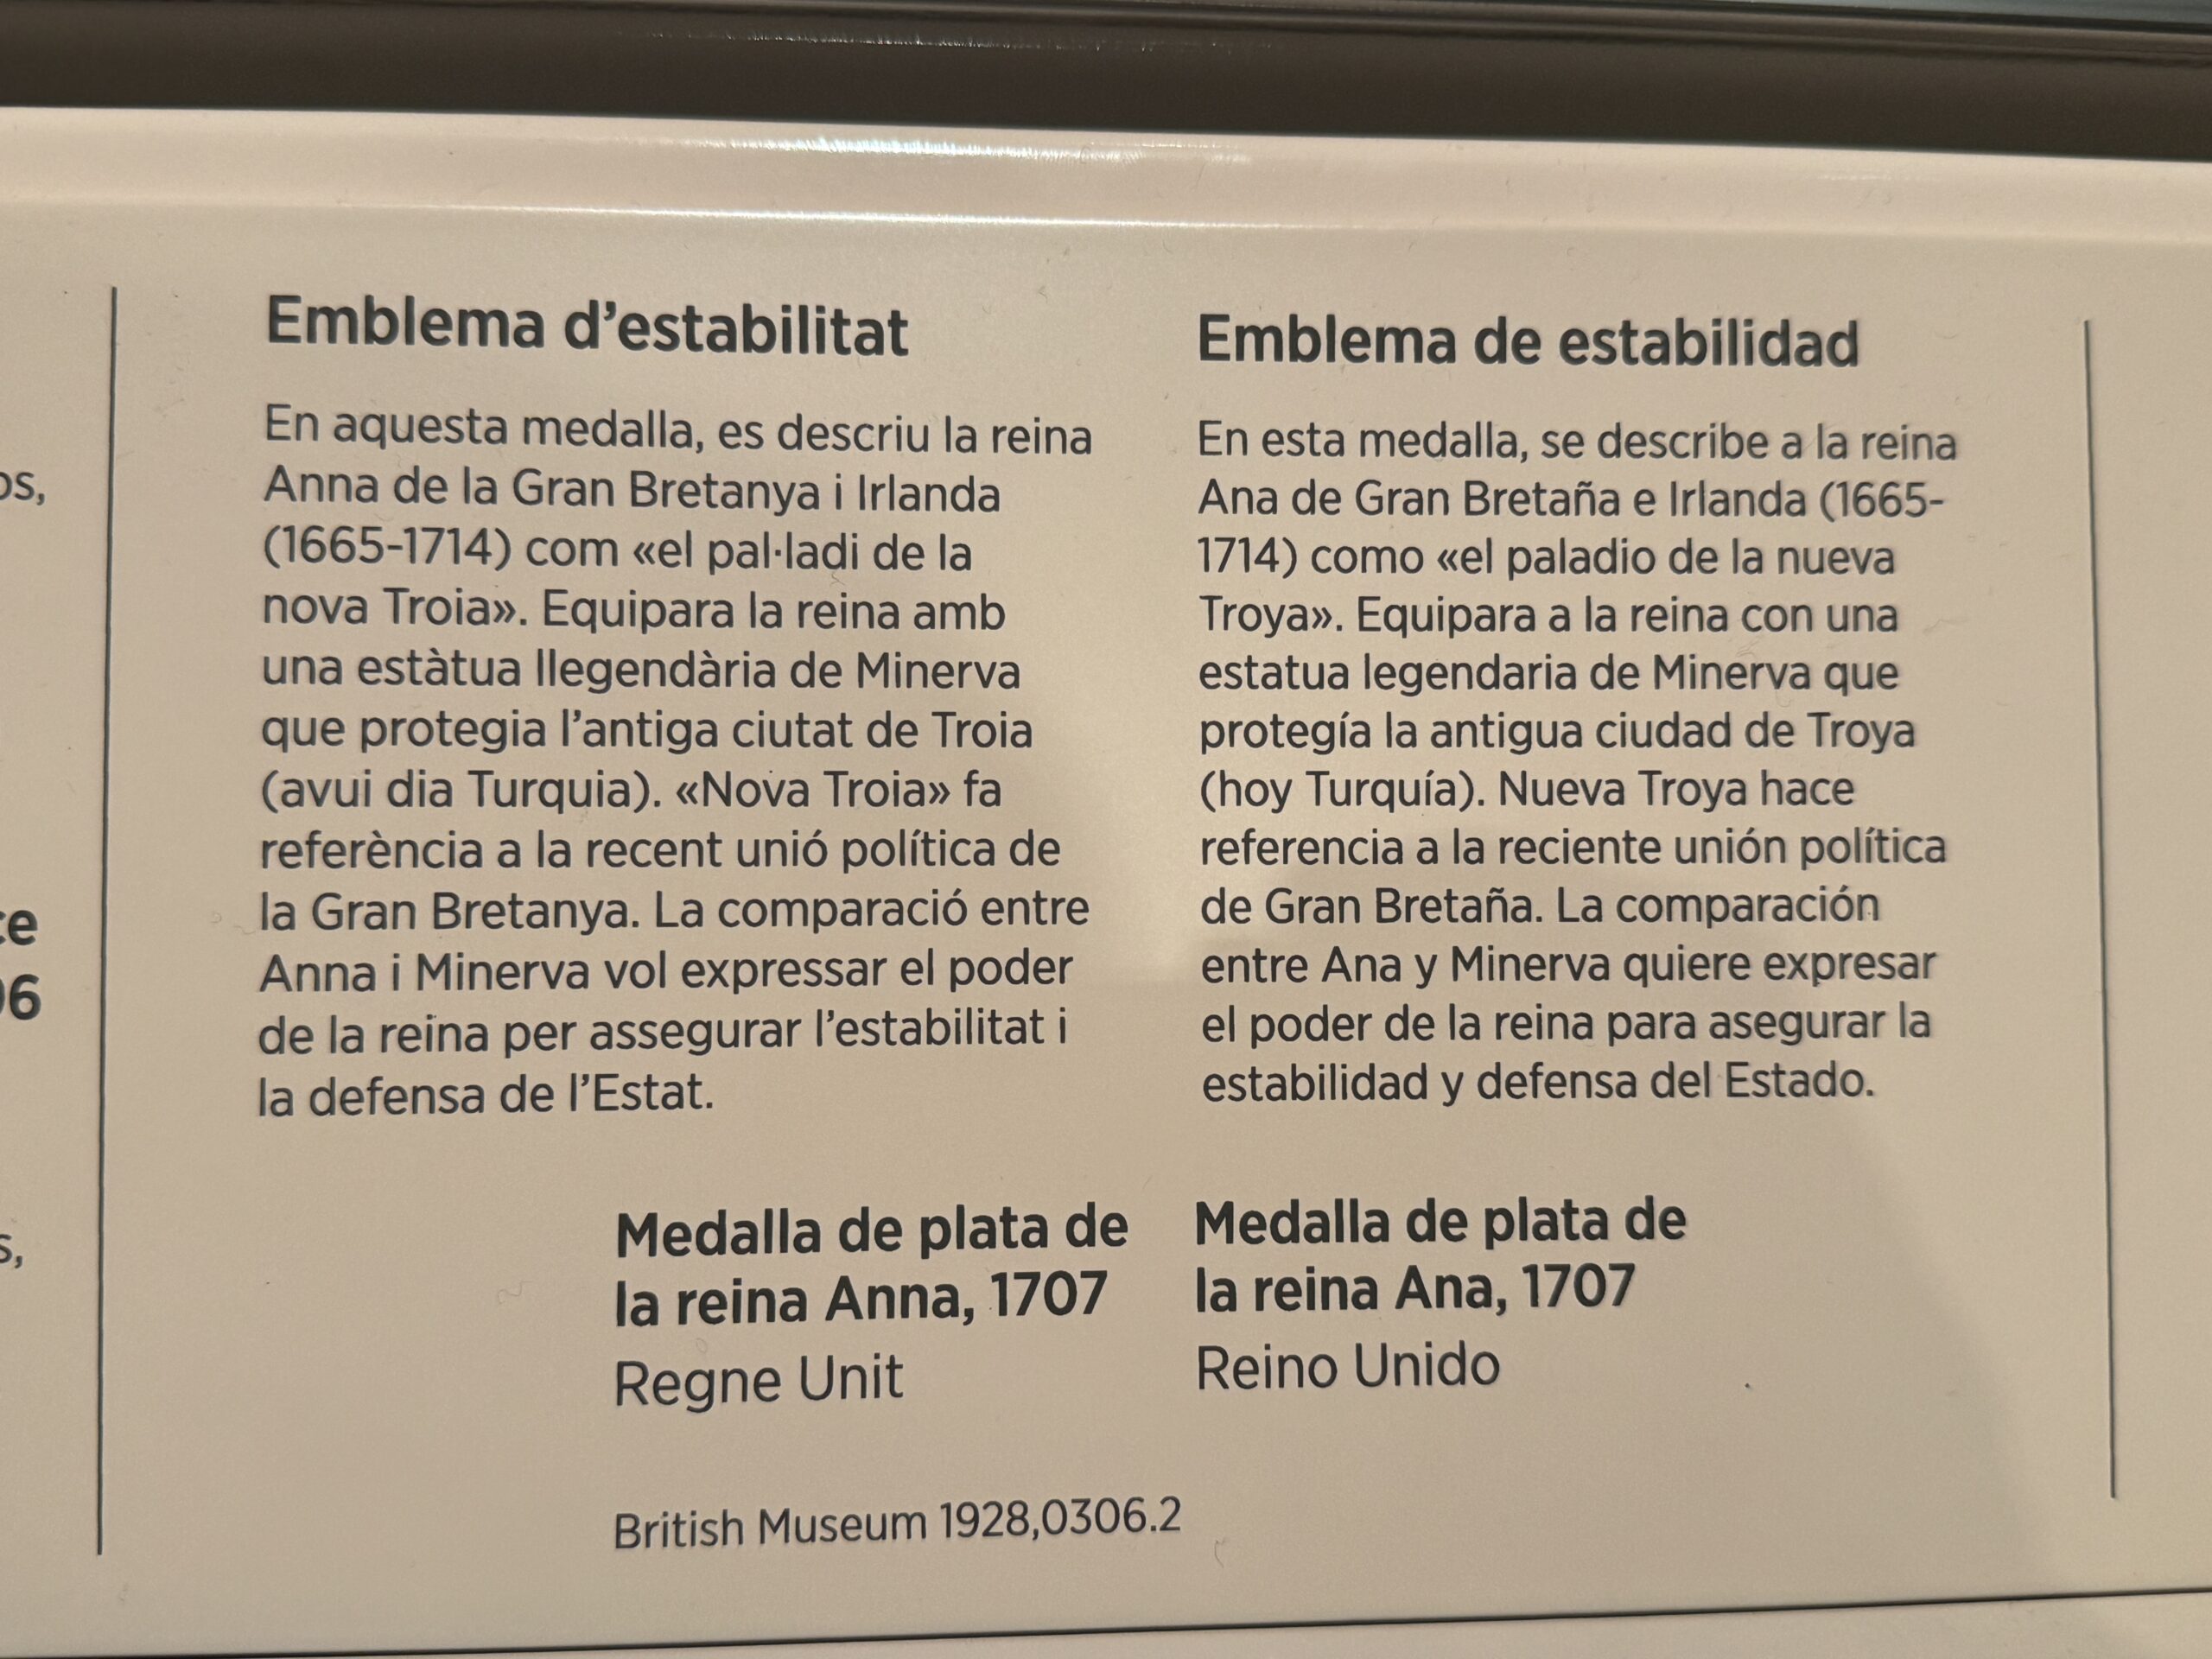 os,
06
s,
Emblema d'estabilitat
En aquesta medalla, es descriu la reina
Anna de la Gran Bretanya i Irlanda
(1665-1714) com «el pal·ladi de la
nova Troia». Equipara la reina amb
una estàtua llegendària de Minerva
que protegia l'antiga ciutat de Troia
(avui dia Turquia). «Nova Troia» fa
referència a la recent unió política de
la Gran Bretanya. La comparació entre
Anna i Minerva vol expressar el poder
de la reina per assegurar l'estabilitat i
la defensa de l'Estat.
Medalla de plata de
la reina Anna, 1707
Regne Unit
Emblema de estabilidad
En esta medalla, se describe a la reina
Ana de Gran Bretaña e Irlanda (1665-
1714) como «el paladio de la nueva
Troya». Equipara a la reina con una
estatua legendaria de Minerva que
protegía la antigua ciudad de Troya
(hoy Turquía). Nueva Troya hace
referencia a la reciente unión política
de Gran Bretaña. La comparación
entre Ana y Minerva quiere expresar
el poder de la reina para asegurar la
estabilidad y defensa del Estado.
Medalla de plata de
la reina Ana, 1707
Reino Unido
British Museum 1928,0306.2